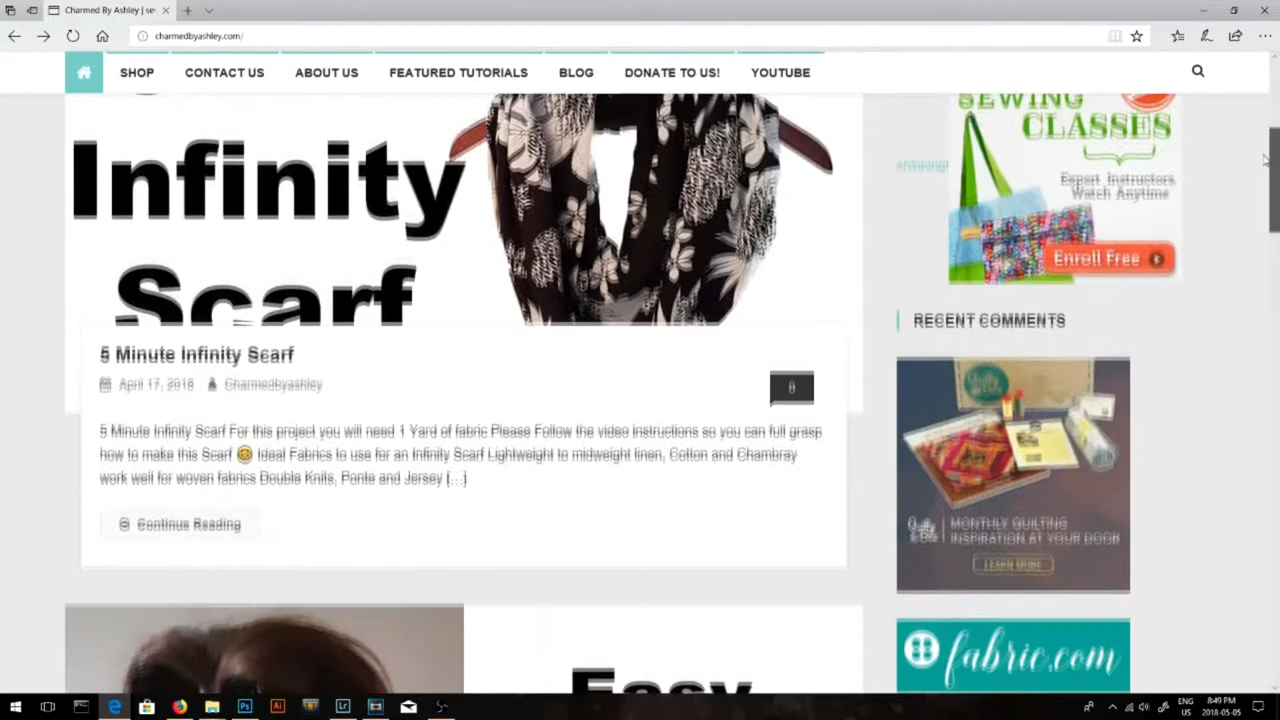 Charmed By Ashley | se
charmedbyashley.com/
SHOP CONTACT US ABOUT US FEATURED TUTORIALS BLOG DONATE TO US! YOUTUBE
Infinity
Scarf
SEWING
CLASSES
Expert Instructors
Watch Anytime
Enroll Free
RECENT COMMENTS
5 Minute Infinity Scarf
April 17, 2018 Charmedbyashley
0
5 Minute Infinity Scarf For this project you will need 1 Yard of fabric Please Follow the video Instructions so you can full grasp
how to make this Scarf 😀 Ideal Fabrics to use for an Infinity Scarf Lightweight to midweight linen, Cotton and Chambray
work well for woven fabrics Double Knits, Ponte and Jersey [...]
Continue Reading
MONTHLY QUILTING
INSPIRATION AT YOUR DOOR
LEARN MORE
fabric.com
Easy
Ps Ai Lr
ENG
US
8:49 PM
2018-05-05